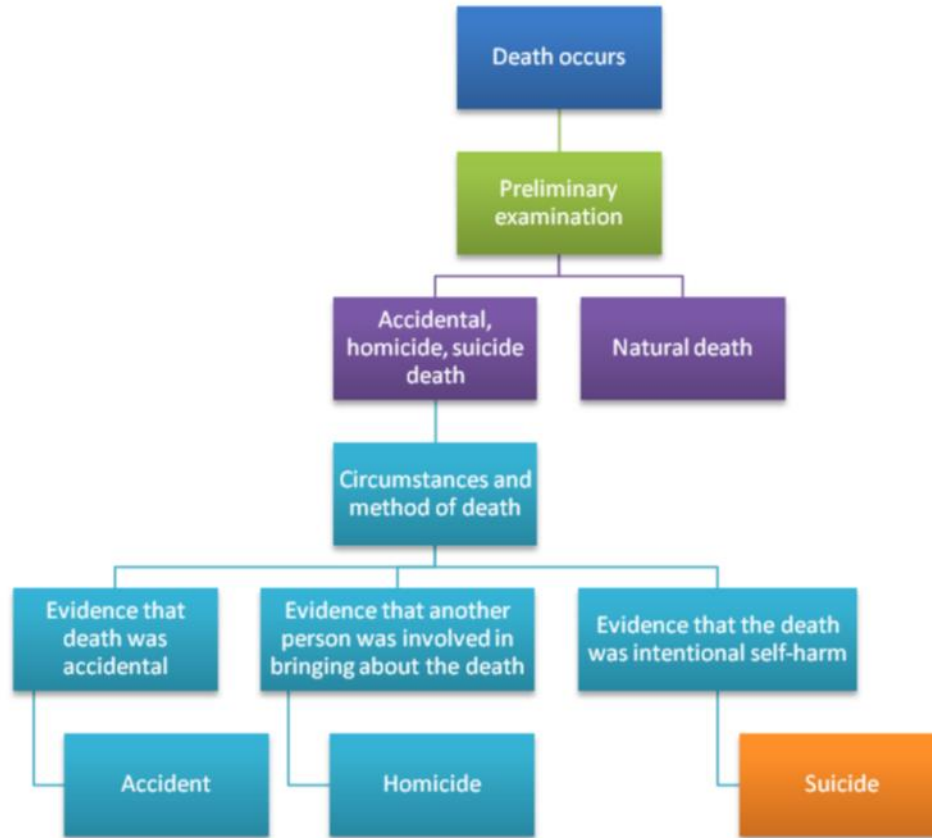 Death occurs
Preliminary
examination
Accidental,
homicide, suicide
death
Natural death
Circumstances and
method of death
Evidence that
death was
accidental
Evidence that another
person was involved in
bringing about the death
Evidence that the death
was intentional self-harm
Accident
Homicide
Suicide